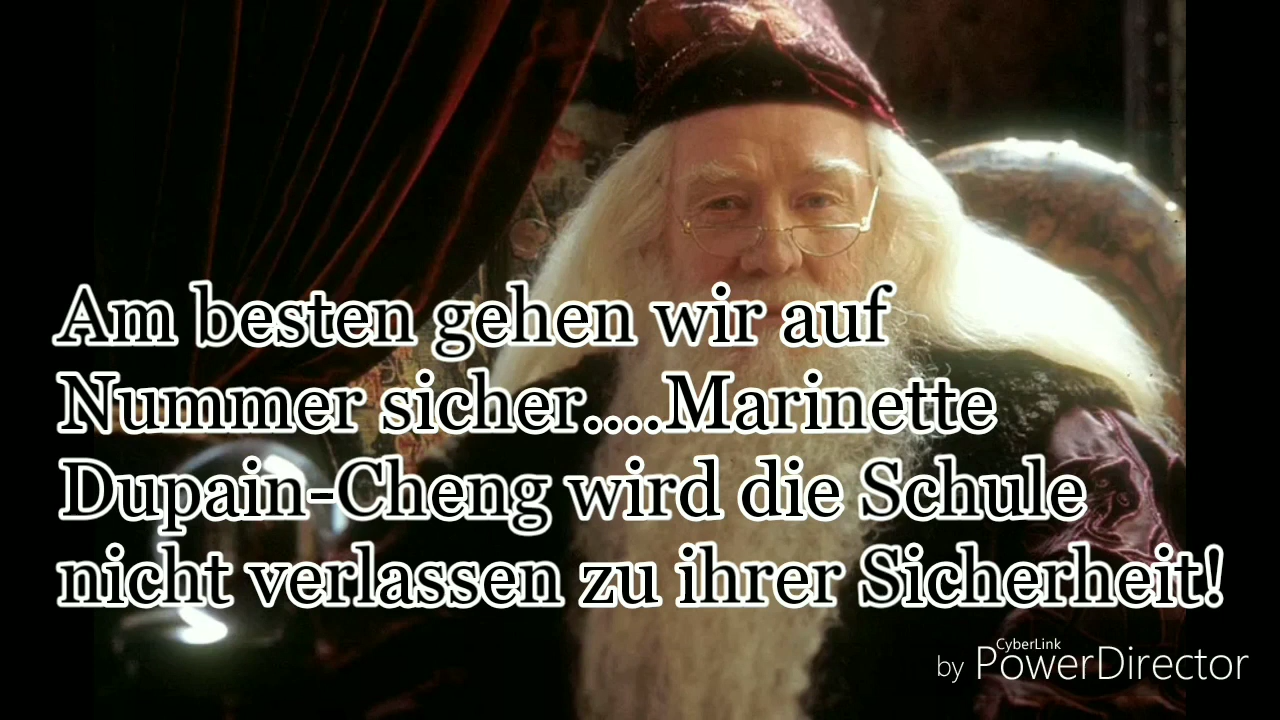 Am besten gehen wir auf
Nummer sicher....Marinette
Dupain-Cheng wird die Schule
nicht verlassen zu ihrer Sicherheit!
CyberLink
by PowerDirector